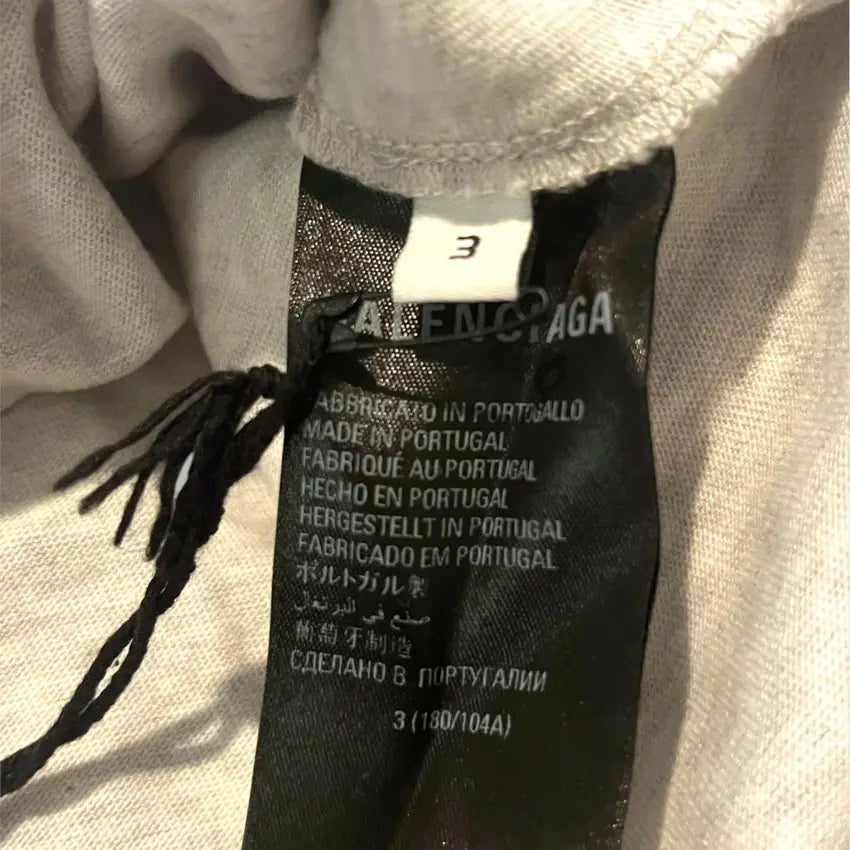 3
BALENCIAGA
FABBRICATO IN PORTOGALLO
MADE IN PORTUGAL
FABRIQUÉ AU PORTUGAL
HECHO EN PORTUGAL
HERGESTELLT IN PORTUGAL
FABRICADO EM PORTUGAL
ポルトガル製
صنع في البرتغال
葡萄牙制造
СДЕЛАНО В ПОРТУГАЛИИ
3 (180/104A)